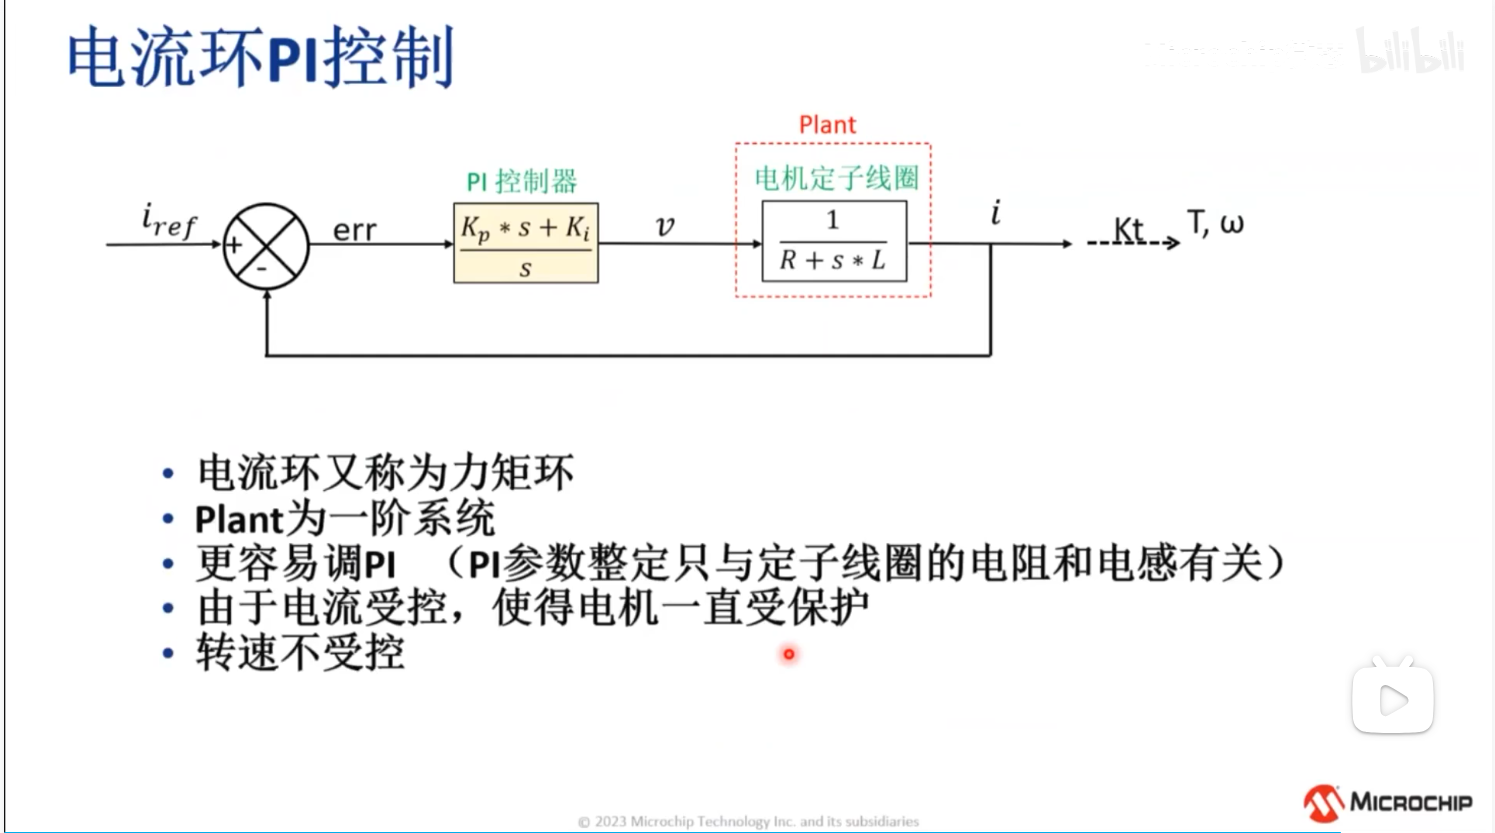 电流环PI控制
bilibili
Plant
PI 控制器
电机定子线圈
i_ref
+
-
err
K_p * s + K_i
s
v
1
R + s * L
i
Kt
T, ω
• 电流环又称为力矩环
• Plant为一阶系统
• 更容易调PI （PI参数整定只与定子线圈的电阻和电感有关）
• 由于电流受控，使得电机一直受保护
• 转速不受控
MICROCHIP
© 2023 Microchip Technology Inc. and its subsidiaries